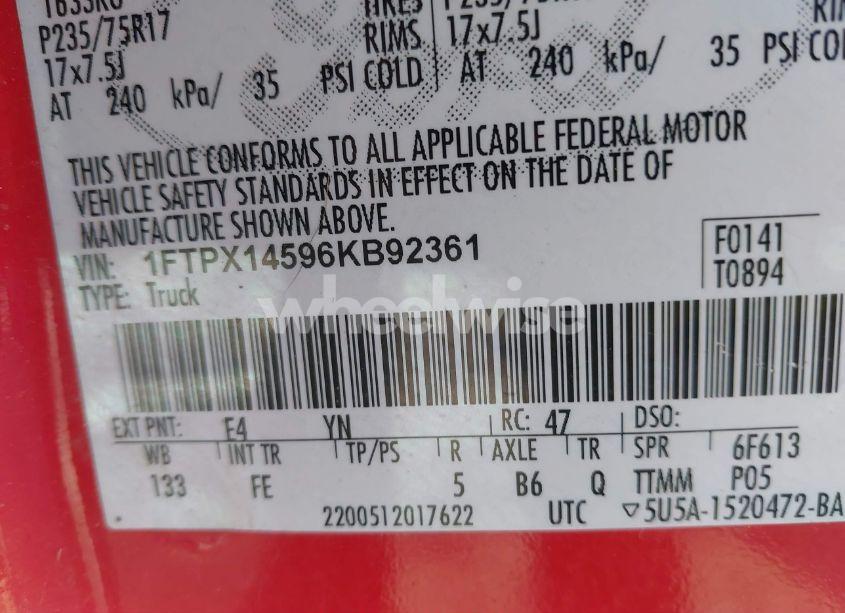 P235/75R17 RIMS 17x7.5J
17x7.5J PSI COLD AT 240 kPa/ 35 PSI COL
AT 240 kPa/ 35
THIS VEHICLE CONFORMS TO ALL APPLICABLE FEDERAL MOTOR
VEHICLE SAFETY STANDARDS IN EFFECT ON THE DATE OF
MANUFACTURE SHOWN ABOVE.
VIN: 1FTPX14596KB92361
F0141
TYPE: Truck
T0894
wheelwise
EXT PNT: E4 YN RC: 47 DSO:
WB INT TR TP/PS R AXLE TR SPR 6F613
133 FE 5 B6 Q TTMM P05
2200512017622 UTC ▽5U5A-1520472-BA